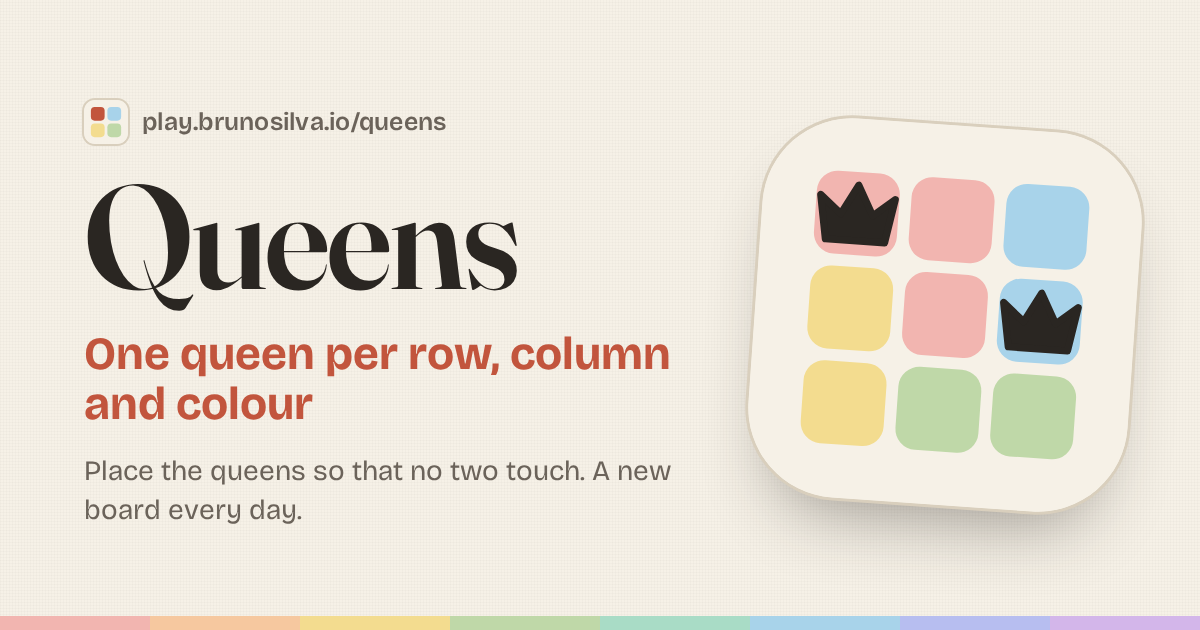 play.brunosilva.io/queens
Queens
One queen per row, column
and colour
Place the queens so that no two touch. A new
board every day.